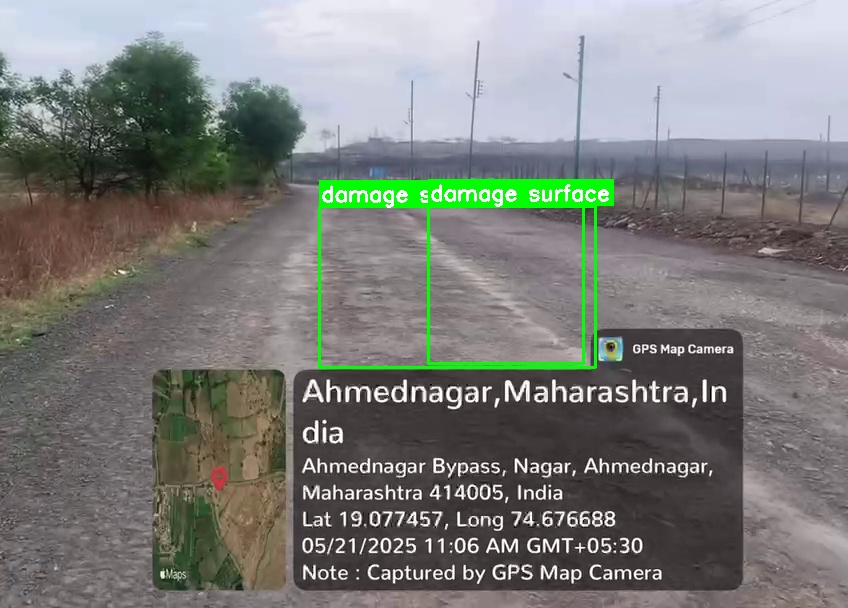 damage s
damage surface
GPS Map Camera
Ahmednagar,Maharashtra,In
dia
Ahmednagar Bypass, Nagar, Ahmednagar,
Maharashtra 414005, India
Lat 19.077457, Long 74.676688
05/21/2025 11:06 AM GMT+05:30
Note : Captured by GPS Map Camera
Maps